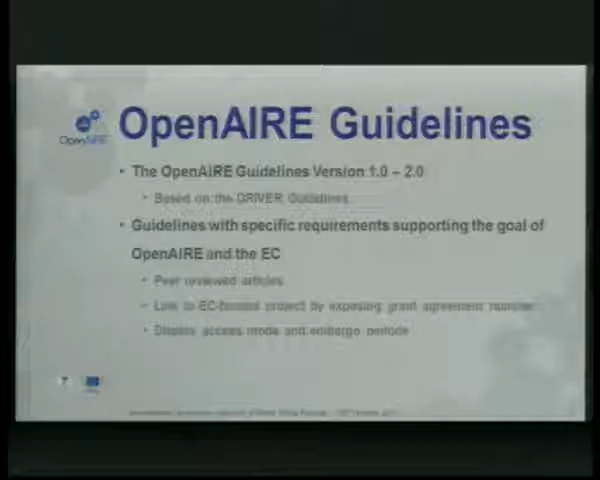 OpenAIRE
OpenAIRE Guidelines
• The OpenAIRE Guidelines Version 1.0 – 2.0
• Based on the DRIVER Guidelines
• Guidelines with specific requirements supporting the goal of
OpenAIRE and the EC
• Peer reviewed articles
• Link to EC-funded project by exposing grant agreement number
• Display access mode and embargo periods
7